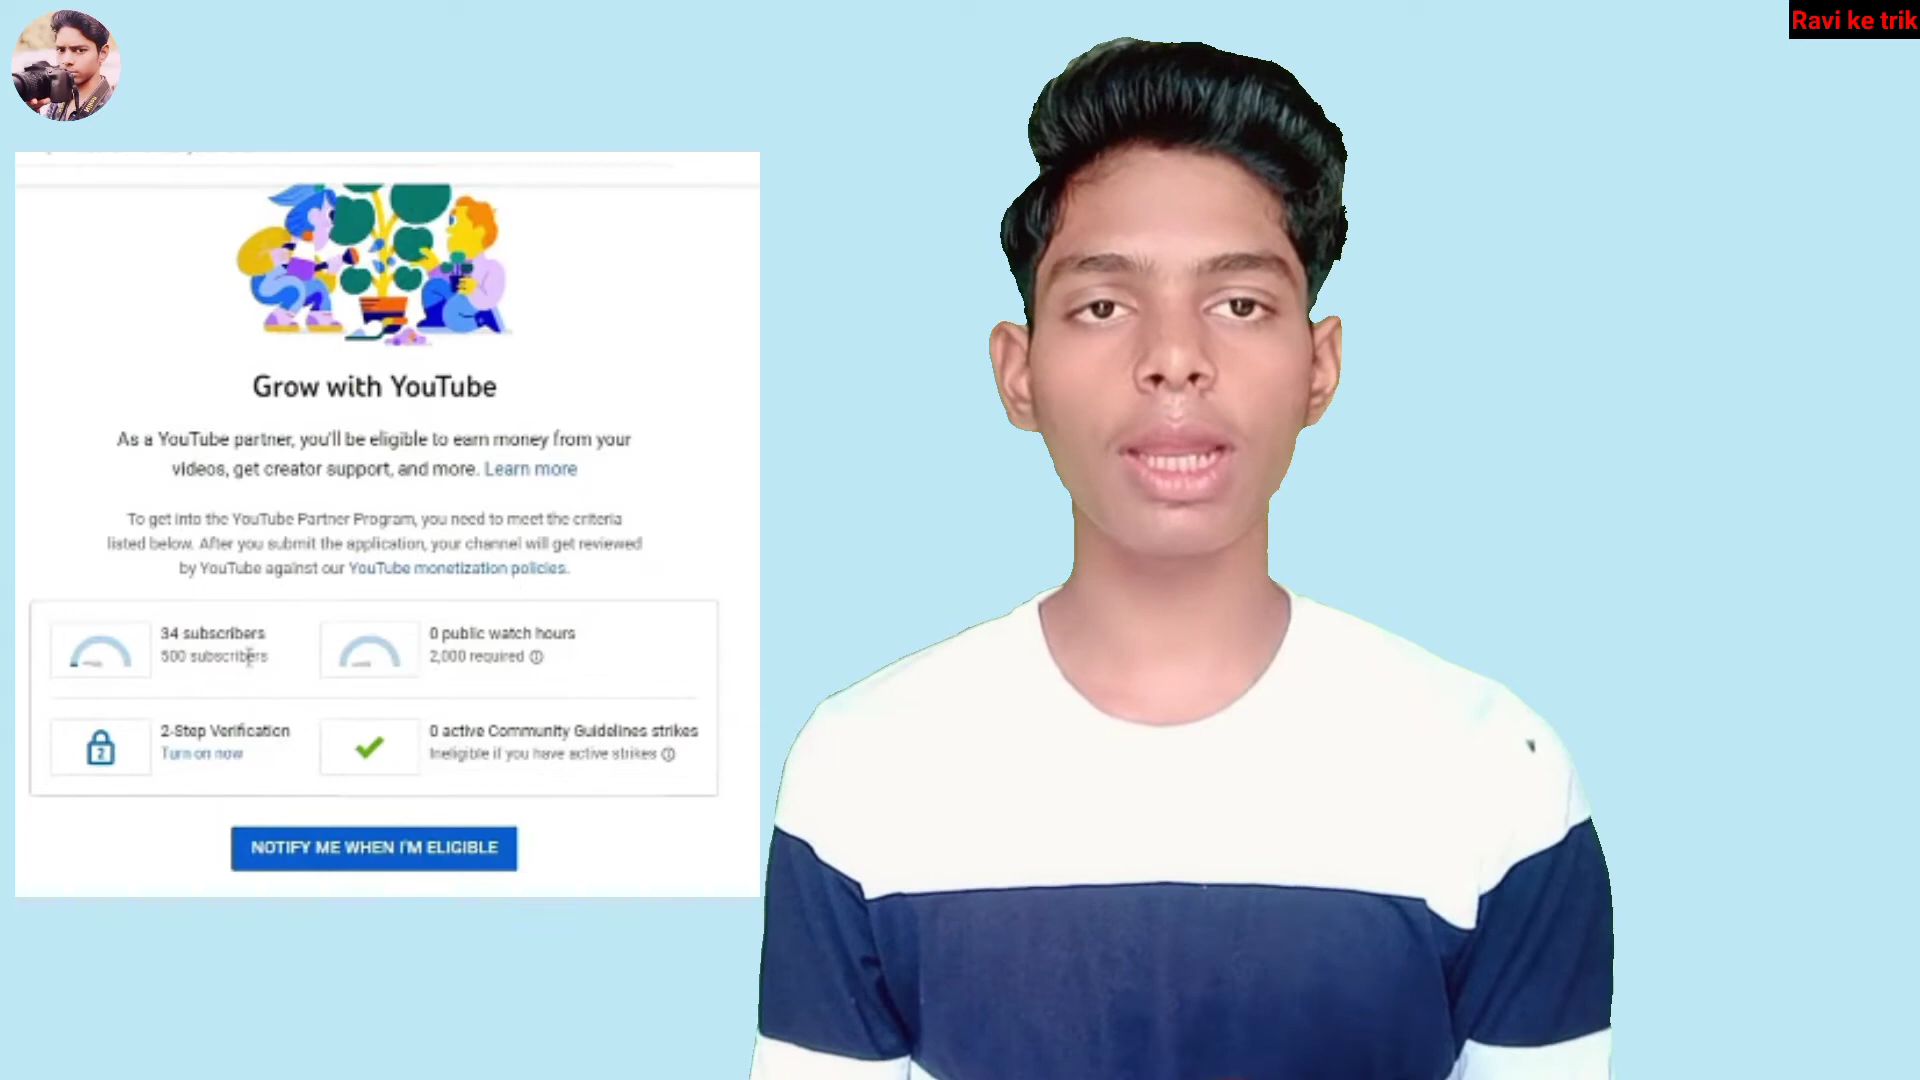 Ravi ke trik
Grow with YouTube
As a YouTube partner, you'll be eligible to earn money from your
videos, get creator support, and more. Learn more
To get into the YouTube Partner Program, you need to meet the criteria
listed below. After you submit the application, your channel will get reviewed
by YouTube against our YouTube monetization policies.
34 subscribers
500 subscribers
0 public watch hours
2,000 required
2-Step Verification
Turn on now
0 active Community Guidelines strikes
Ineligible if you have active strikes
NOTIFY ME WHEN I'M ELIGIBLE